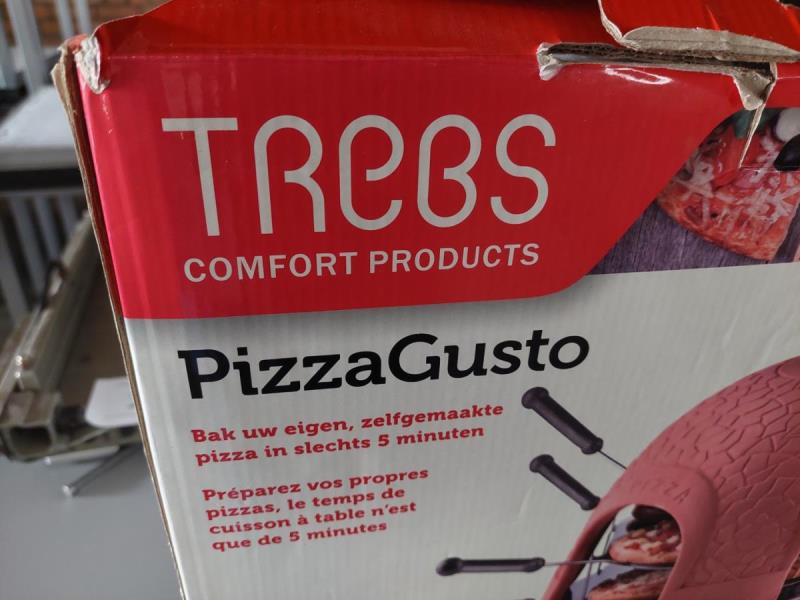 TREBS
COMFORT PRODUCTS
PizzaGusto
Bak uw eigen, zelfgemaakte
pizza in slechts 5 minuten
Préparez vos propres
pizzas, le temps de
cuisson à table n'est
que de 5 minutes
PIZZA